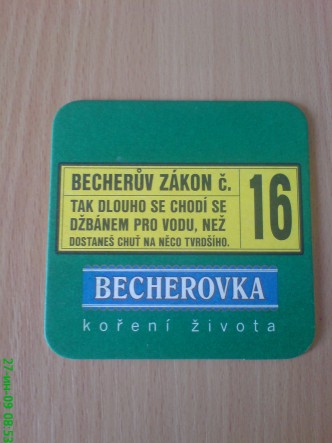 BECHERŮV ZÁKON č. 16
TAK DLOUHO SE CHODÍ SE
DŽBÁNEM PRO VODU, NEŽ
DOSTANEŠ CHUŤ NA NĚCO TVRDŠÍHO.
BECHEROVKA
koření života